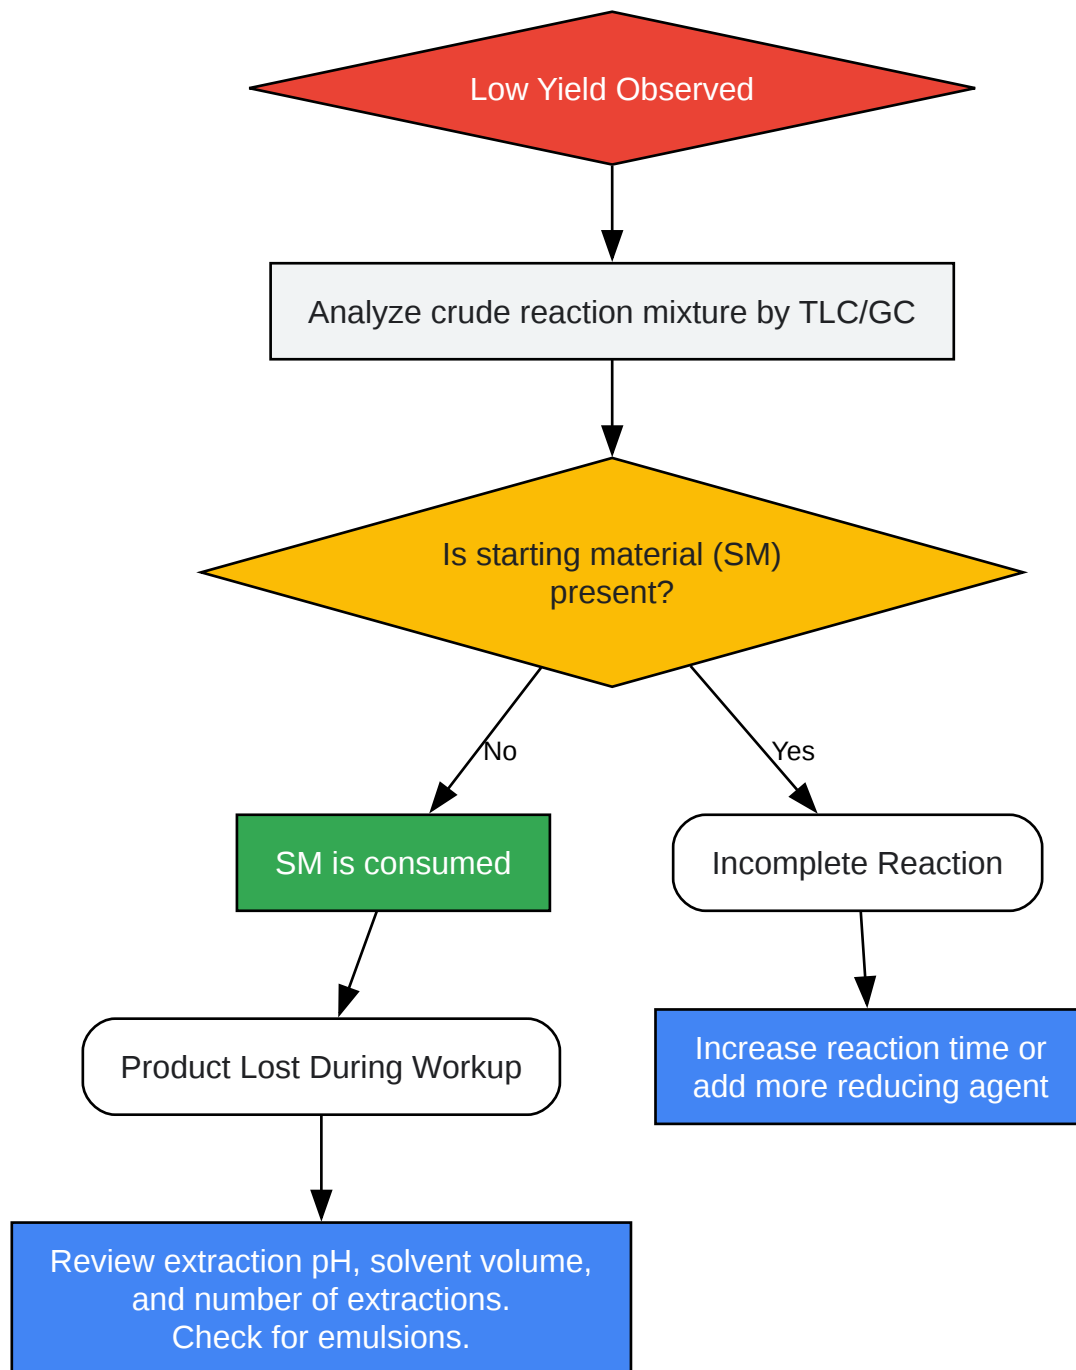 Low Yield Observed
Analyze crude reaction mixture by TLC/GC
Is starting material (SM)
present?
No
Yes
SM is consumed
Incomplete Reaction
Product Lost During Workup
Increase reaction time or
add more reducing agent
Review extraction pH, solvent volume,
and number of extractions.
Check for emulsions.